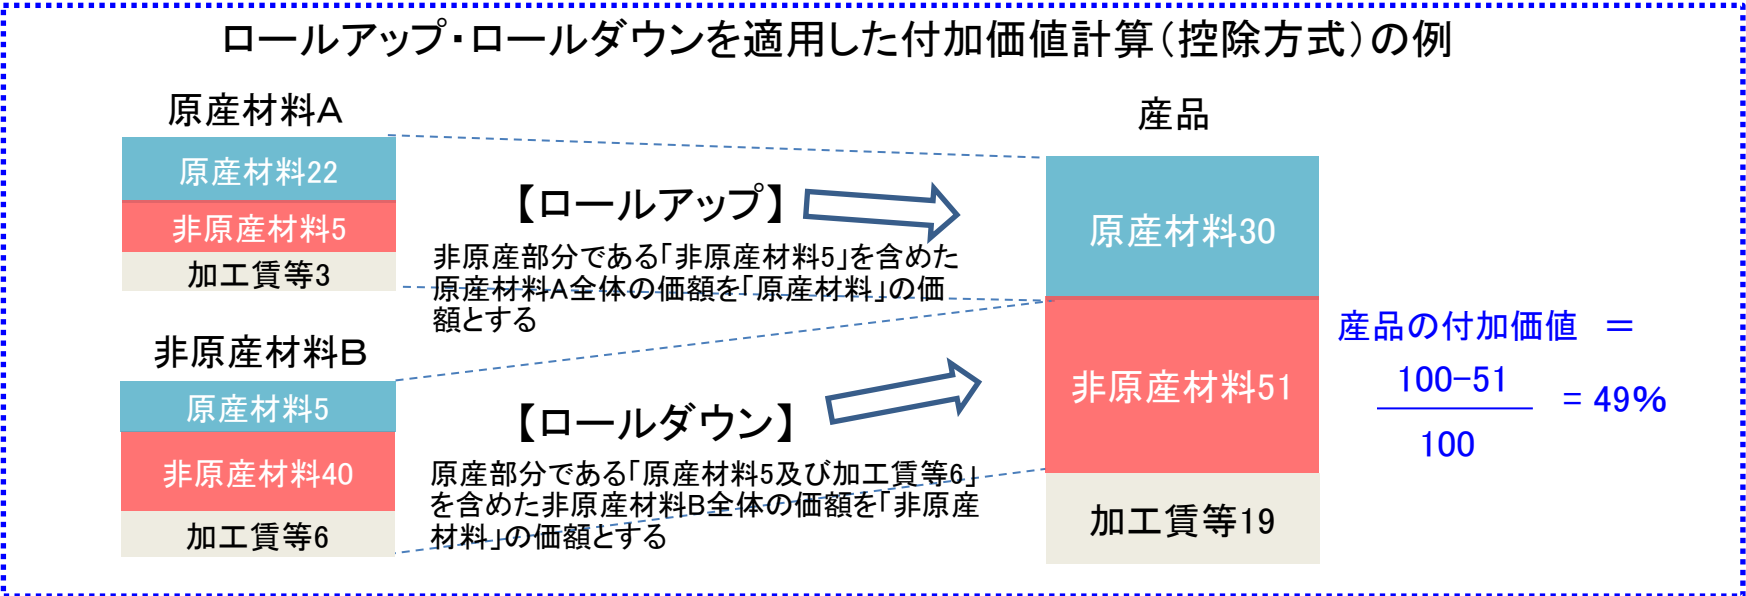 ロールアップ・ロールダウンを適用した付加価値計算（控除方式）の例
原産材料A
原産材料22
非原産材料5
加工賃等3
【ロールアップ】
非原産部分である「非原産材料5」を含めた
原産材料A全体の価額を「原産材料」の価
額とする
非原産材料B
原産材料5
非原産材料40
加工賃等6
【ロールダウン】
原産部分である「原産材料5及び加工賃等6」
を含めた非原産材料B全体の価額を「非原産
材料」の価額とする
産品
原産材料30
非原産材料51
加工賃等19
産品の付加価値　＝
100-51
100
= 49%